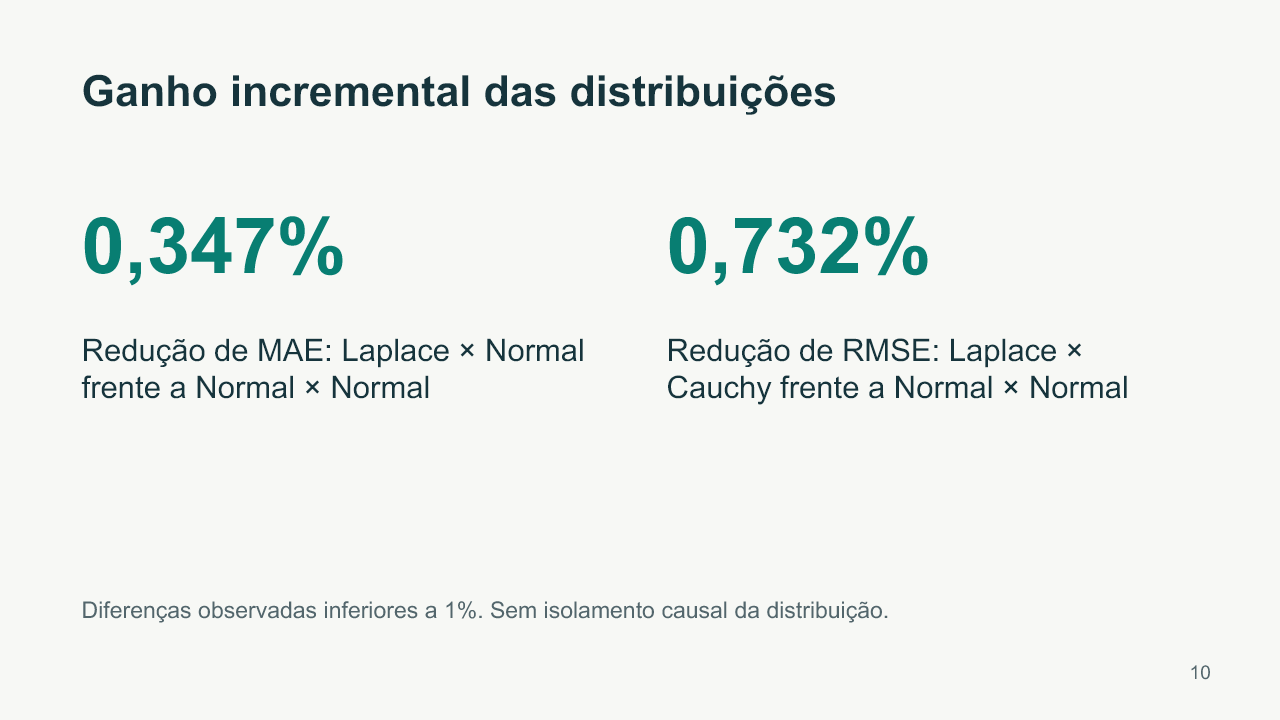 Ganho incremental das distribuições
0,347%
Redução de MAE: Laplace × Normal
frente a Normal × Normal
0,732%
Redução de RMSE: Laplace ×
Cauchy frente a Normal × Normal
Diferenças observadas inferiores a 1%. Sem isolamento causal da distribuição.
10